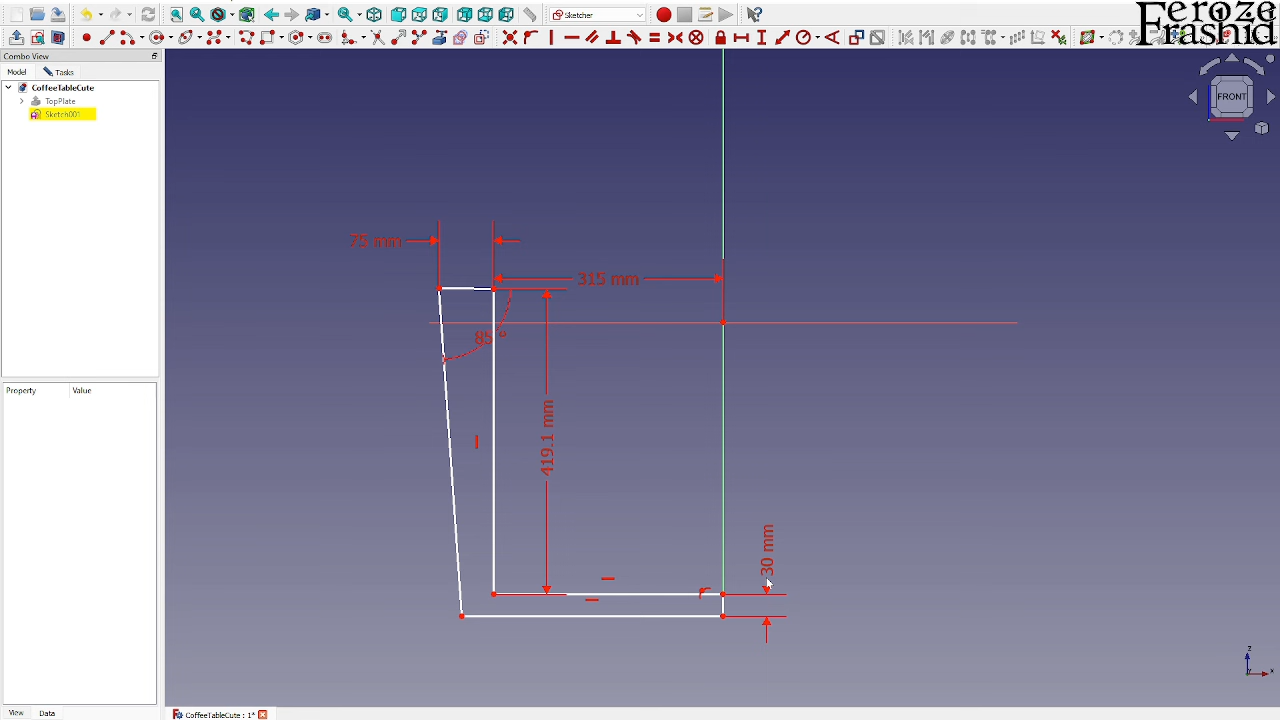 Sketcher
Feroze
Frashid
Combo View
Model
Tasks
CoffeeTableCute
TopPlate
Sketch001
FRONT
75 mm
315 mm
85 °
419.1 mm
30 mm
Property
Value
z
x
View
Data
CoffeeTableCute : 1*